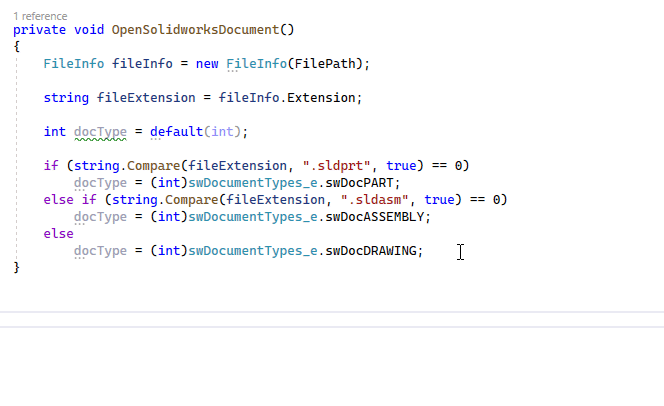 1 reference
private void OpenSolidworksDocument()
{
FileInfo fileInfo = new FileInfo(FilePath);
string fileExtension = fileInfo.Extension;
int docType = default(int);
if (string.Compare(fileExtension, ".sldprt", true) == 0)
docType = (int)swDocumentTypes_e.swDocPART;
else if (string.Compare(fileExtension, ".sldasm", true) == 0)
docType = (int)swDocumentTypes_e.swDocASSEMBLY;
else
docType = (int)swDocumentTypes_e.swDocDRAWING;
}